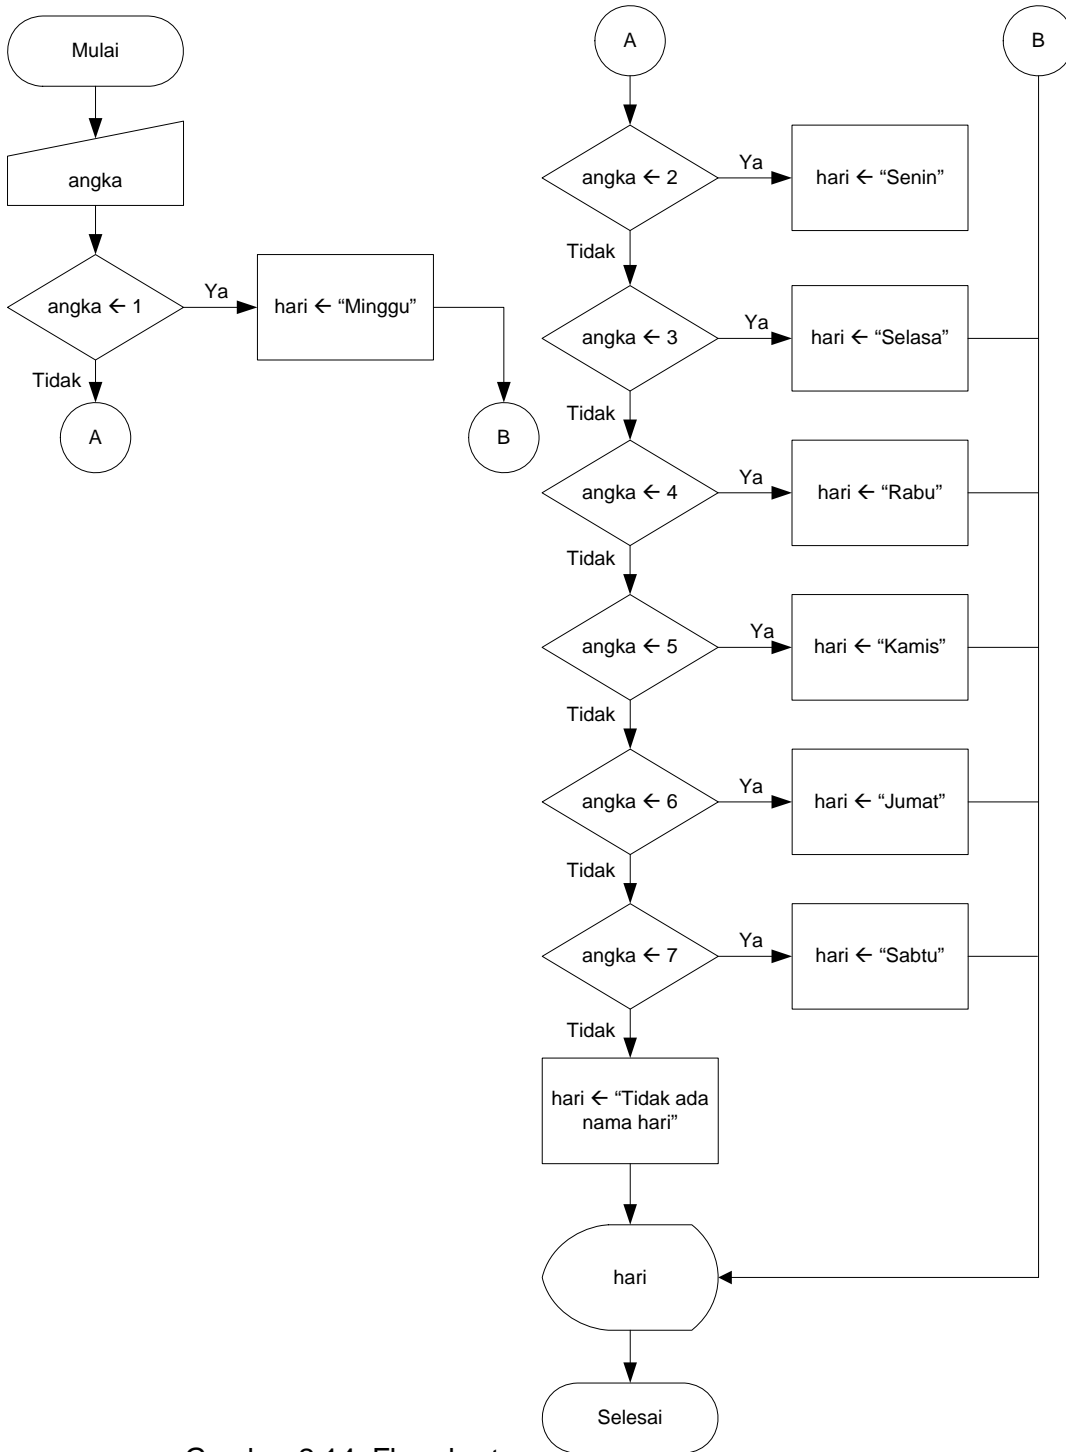 Mulai
angka
angka ← 1
Ya
hari ← “Minggu”
Tidak
A
B
A
B
angka ← 2
Ya
hari ← “Senin”
Tidak
angka ← 3
Ya
hari ← “Selasa”
Tidak
angka ← 4
Ya
hari ← “Rabu”
Tidak
angka ← 5
Ya
hari ← “Kamis”
Tidak
angka ← 6
Ya
hari ← “Jumat”
Tidak
angka ← 7
Ya
hari ← “Sabtu”
Tidak
hari ← “Tidak ada
nama hari”
hari
Selesai